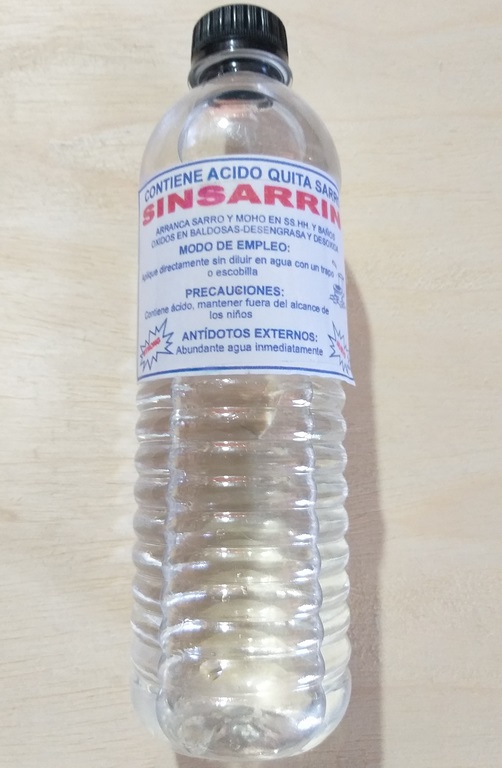 CONTIENE ACIDO QUITA SARR
SINSARRIN
ARRANCA SARRO Y MOHO EN SS.HH. Y BAÑOS
OXIDOS EN BALDOSAS-DESENGRASA Y DESOXIDA
MODO DE EMPLEO:
Aplique directamente sin diluir en agua con un trapo
o escobilla
PRECAUCIONES:
Contiene ácido, mantener fuera del alcance de
los niños
ANTÍDOTOS EXTERNOS:
Abundante agua inmediatamente